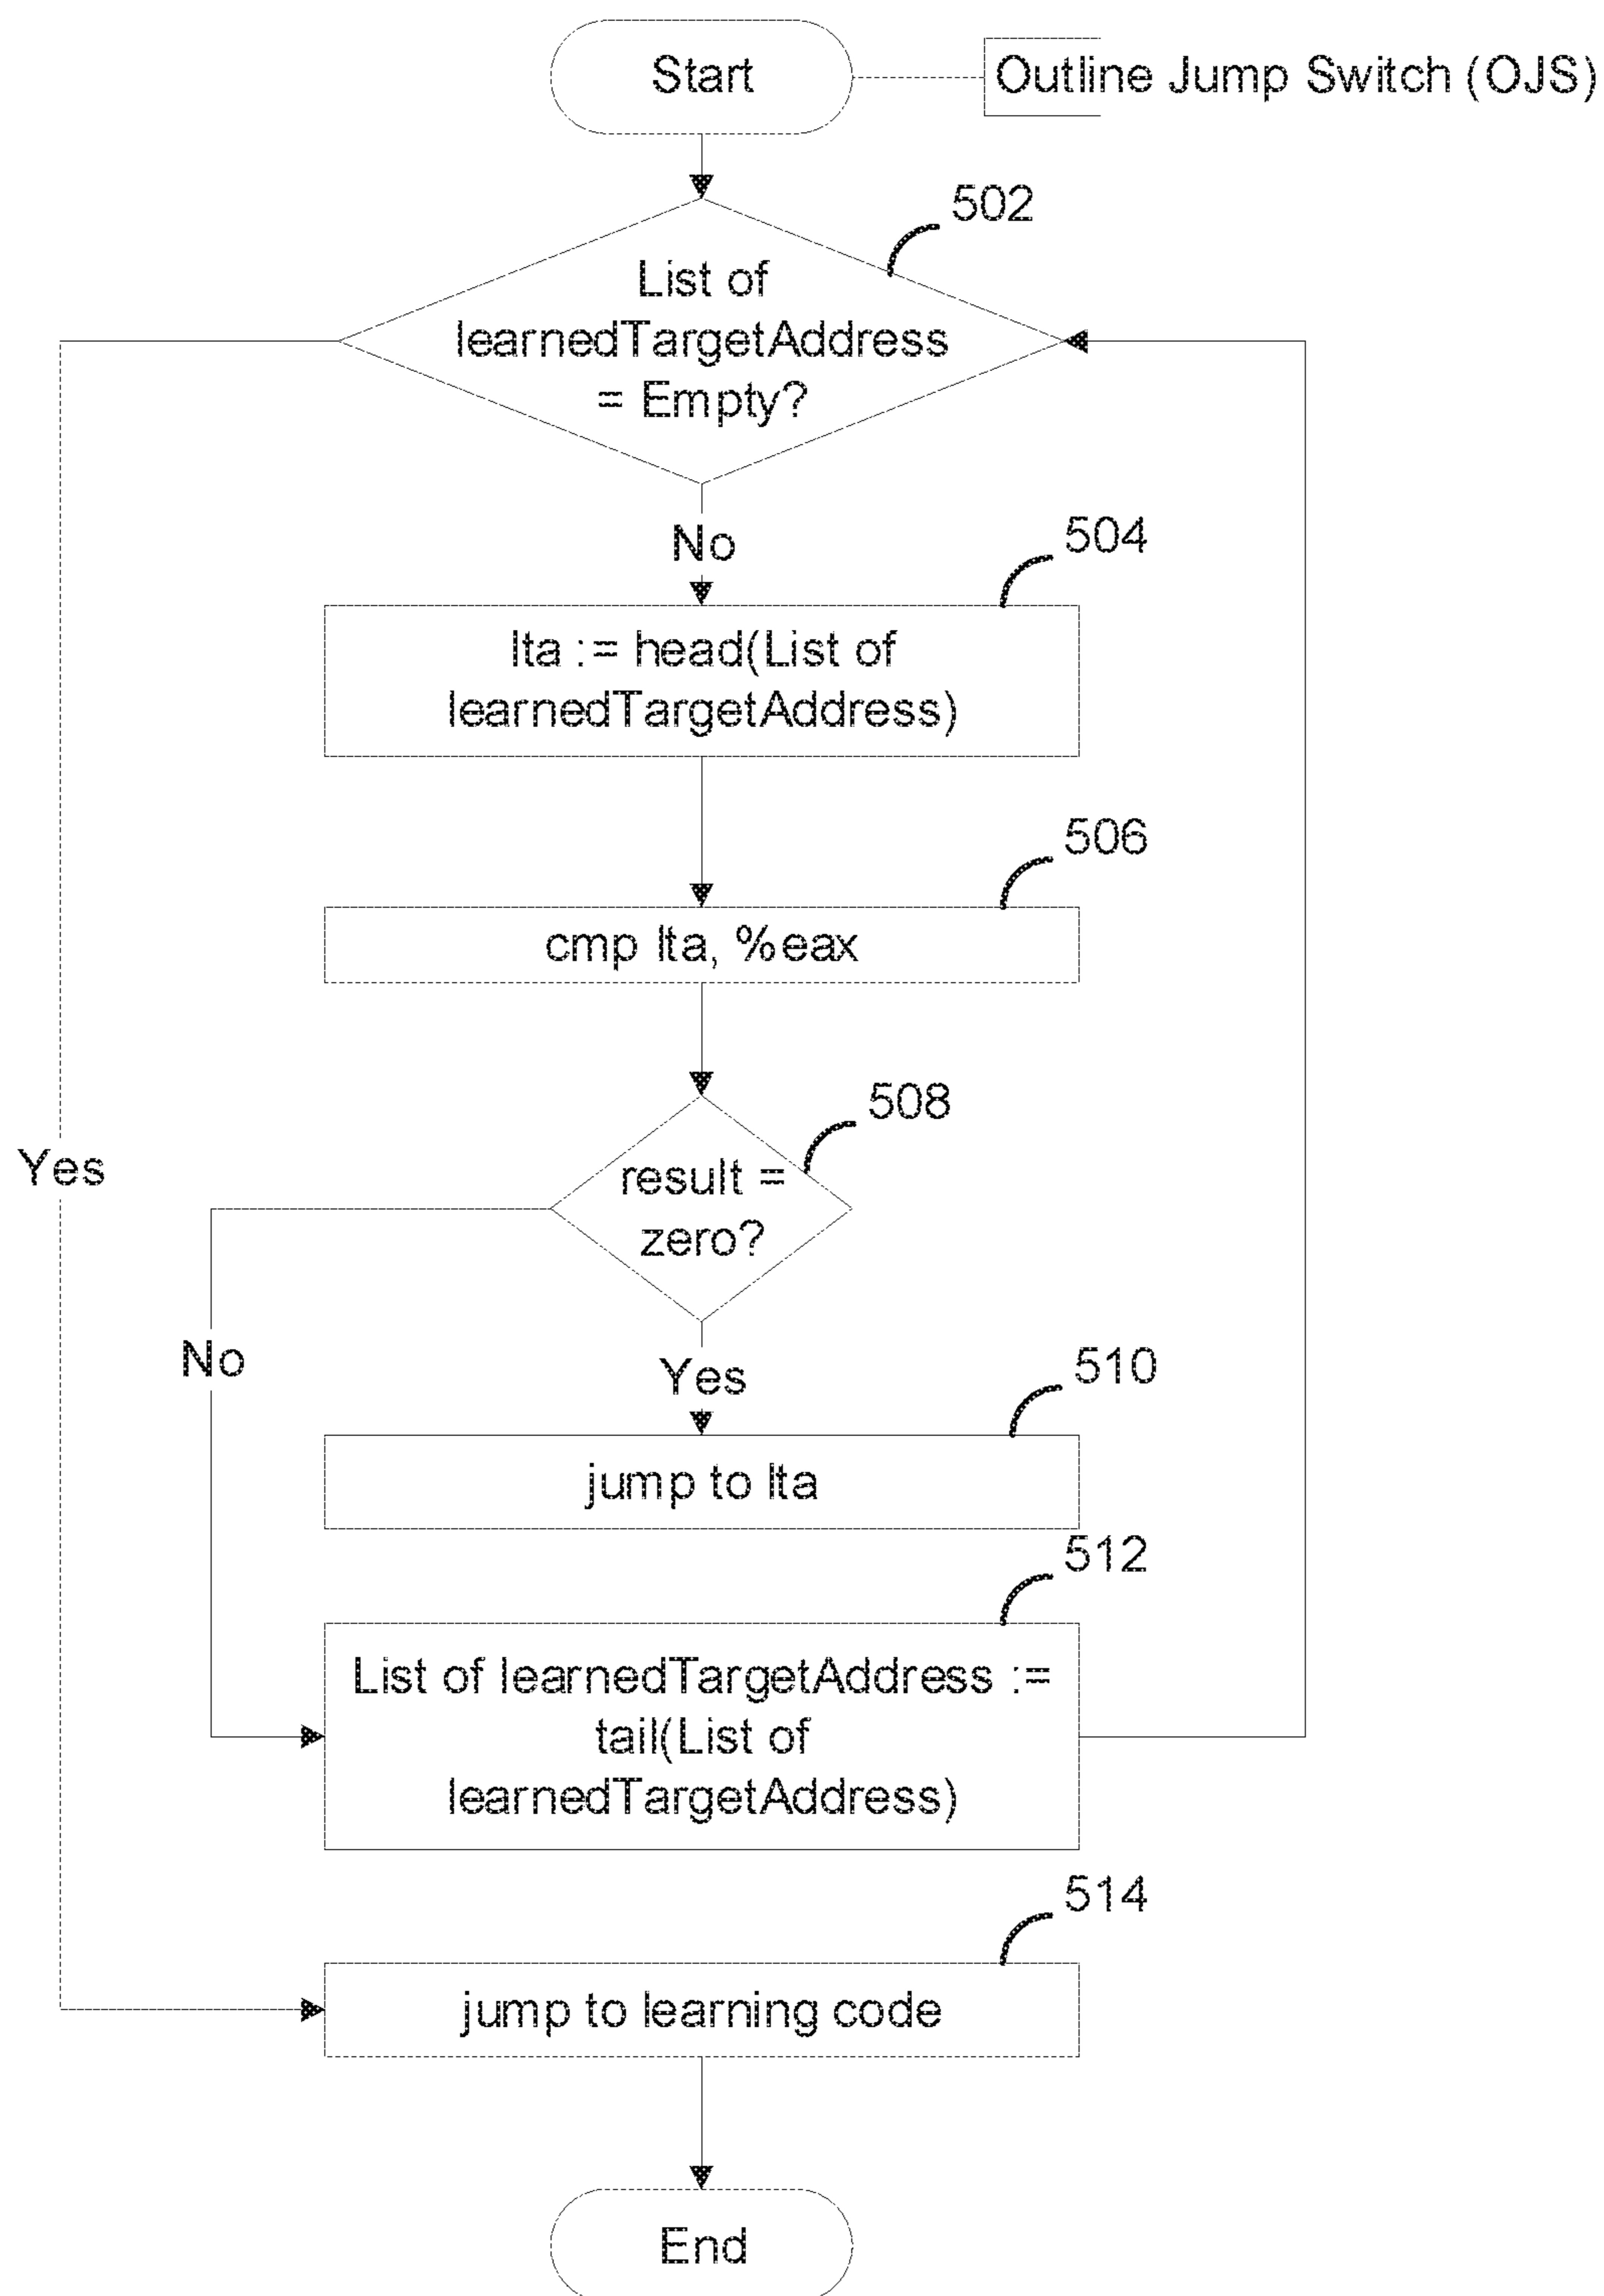 Start
Outline Jump Switch (OJS)
502
List of
learnedTargetAddress
= Empty?
No
504
lta := head(List of
learnedTargetAddress)
506
cmp lta, %eax
508
result =
zero?
Yes
No
Yes
510
jump to lta
512
List of learnedTargetAddress :=
tail(List of
learnedTargetAddress)
514
jump to learning code
End